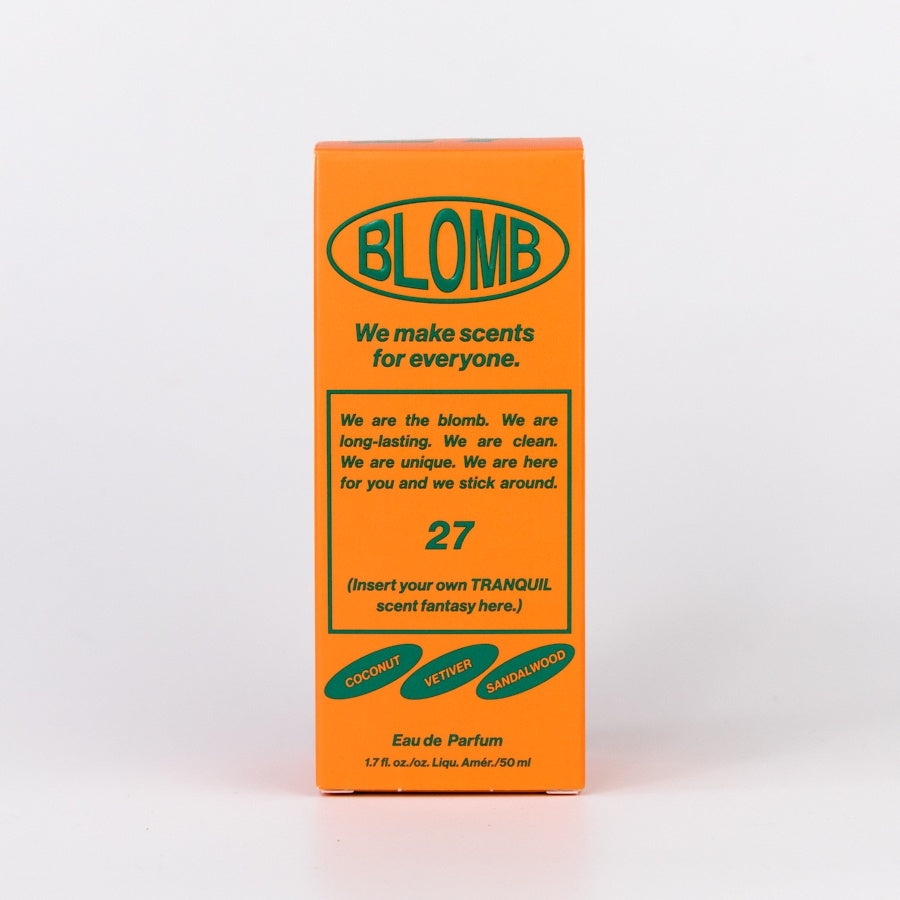 BLOMB
We make scents
for everyone.
We are the blomb. We are
long-lasting. We are clean.
We are unique. We are here
for you and we stick around.
27
(Insert your own TRANQUIL
scent fantasy here.)
COCONUT
VETIVER
SANDALWOOD
Eau de Parfum
1.7 fl. oz./oz. Liqu. Amér./50 ml